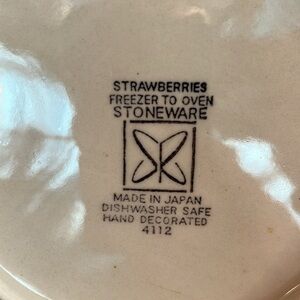 STRAWBERRIES
FREEZER TO OVEN
STONEWARE
MADE IN JAPAN
DISHWASHER SAFE
HAND DECORATED
4112